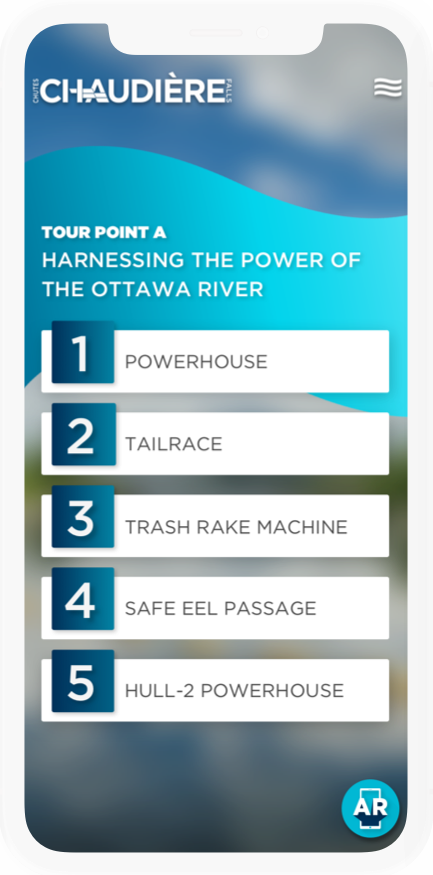 CHUTES
CHAUDIÈRE
FALLS
TOUR POINT A
HARNESSING THE POWER OF
THE OTTAWA RIVER
1 POWERHOUSE
2 TAILRACE
3 TRASH RAKE MACHINE
4 SAFE EEL PASSAGE
5 HULL-2 POWERHOUSE
AR